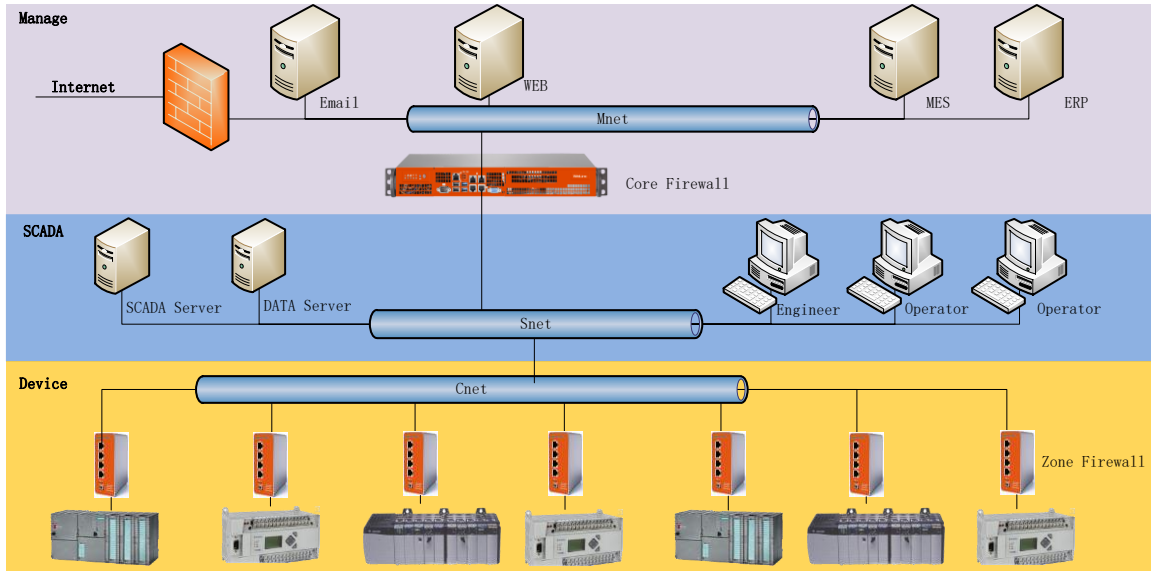 Manage
Internet
Email
WEB
MES
ERP
Mnet
Core Firewall
SCADA
SCADA Server
DATA Server
Engineer
Operator
Operator
Snet
Device
Cnet
Zone Firewall